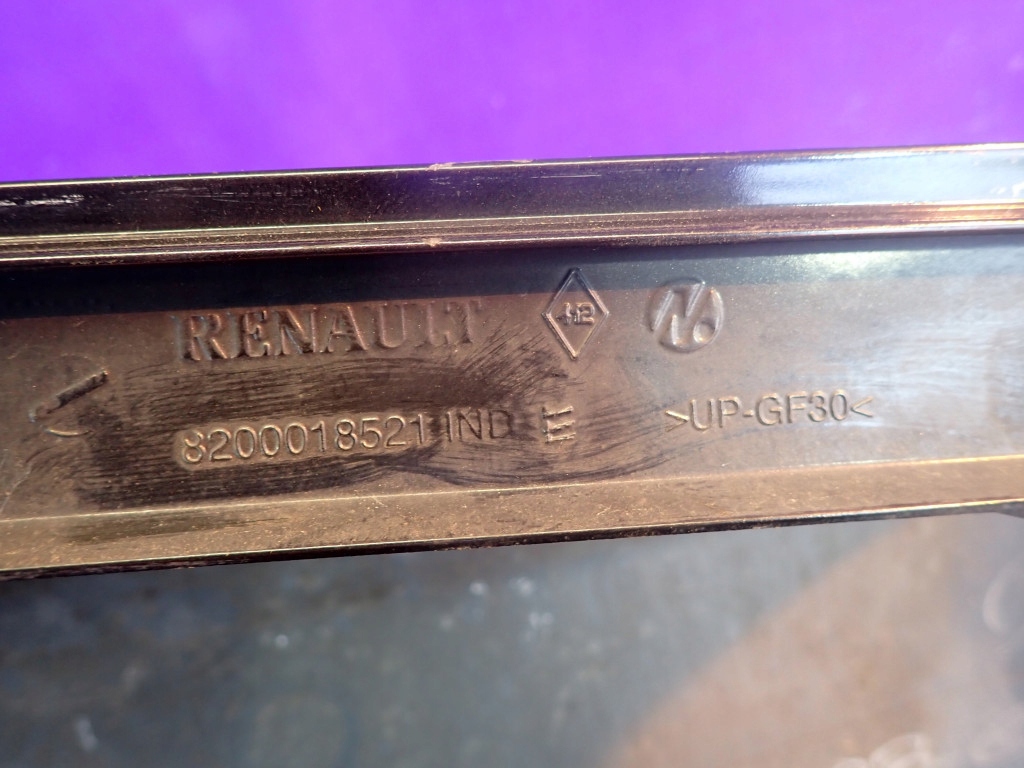 RENAULT
8200018521 IND E
>UP-GF30<